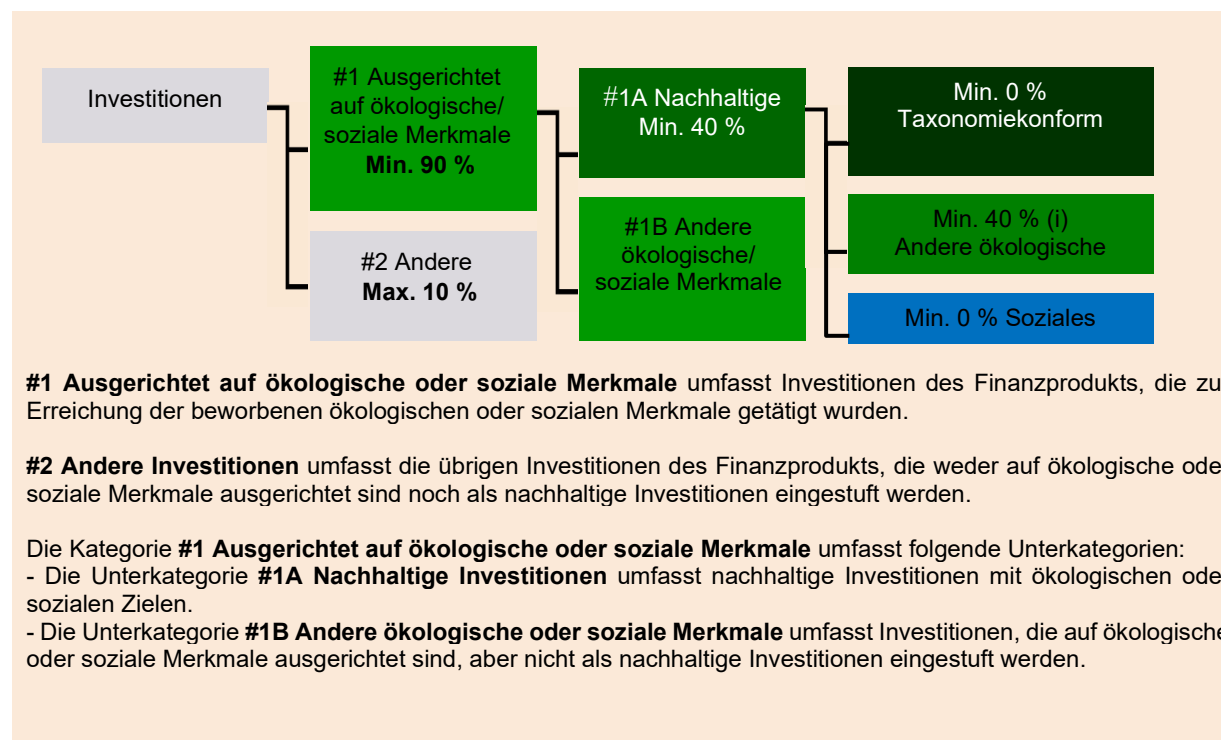 Investitionen
#1 Ausgerichtet
auf ökologische/
soziale Merkmale
Min. 90 %
#2 Andere
Max. 10 %
#1A Nachhaltige
Min. 40 %
#1B Andere
ökologische/
soziale Merkmale
Min. 0 %
Taxonomiekonform
Min. 40 % (i)
Andere ökologische
Min. 0 % Soziales
#1 Ausgerichtet auf ökologische oder soziale Merkmale umfasst Investitionen des Finanzprodukts, die zu
Erreichung der beworbenen ökologischen oder sozialen Merkmale getätigt wurden.
#2 Andere Investitionen umfasst die übrigen Investitionen des Finanzprodukts, die weder auf ökologische ode
soziale Merkmale ausgerichtet sind noch als nachhaltige Investitionen eingestuft werden.
Die Kategorie #1 Ausgerichtet auf ökologische oder soziale Merkmale umfasst folgende Unterkategorien:
- Die Unterkategorie #1A Nachhaltige Investitionen umfasst nachhaltige Investitionen mit ökologischen ode
sozialen Zielen.
- Die Unterkategorie #1B Andere ökologische oder soziale Merkmale umfasst Investitionen, die auf ökologische
oder soziale Merkmale ausgerichtet sind, aber nicht als nachhaltige Investitionen eingestuft werden.